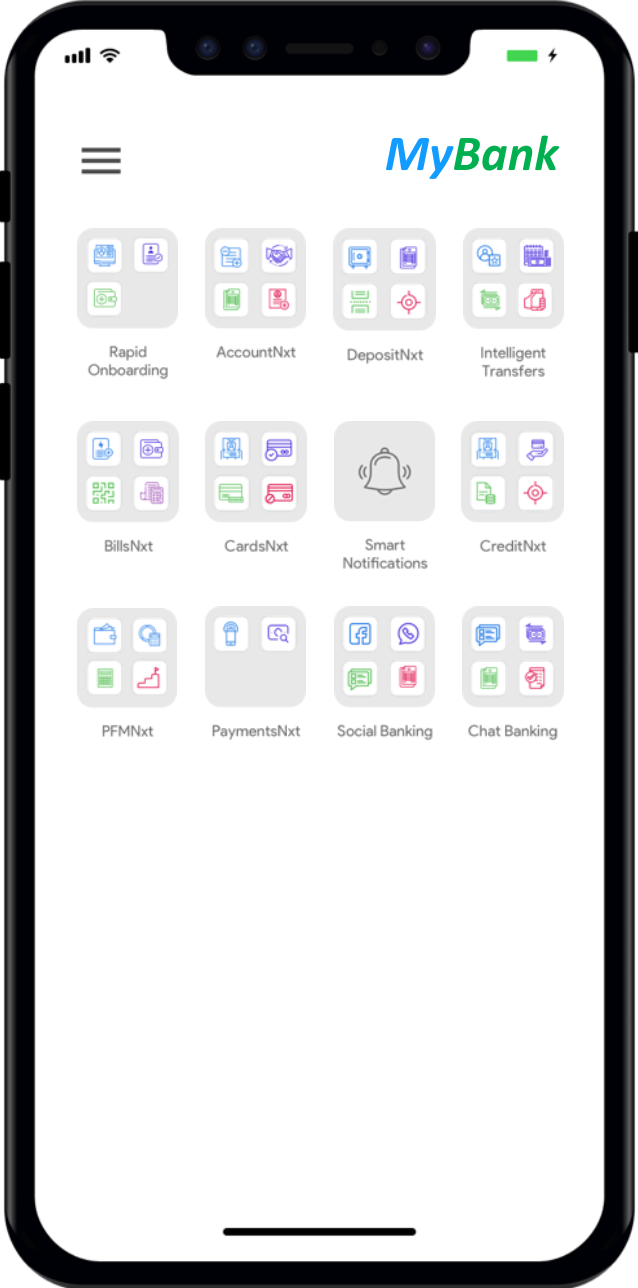 MyBank
Rapid
Onboarding
AccountNxt
DepositNxt
Intelligent
Transfers
BillsNxt
CardsNxt
Smart
Notifications
CreditNxt
PFMNxt
PaymentsNxt
Social Banking
Chat Banking